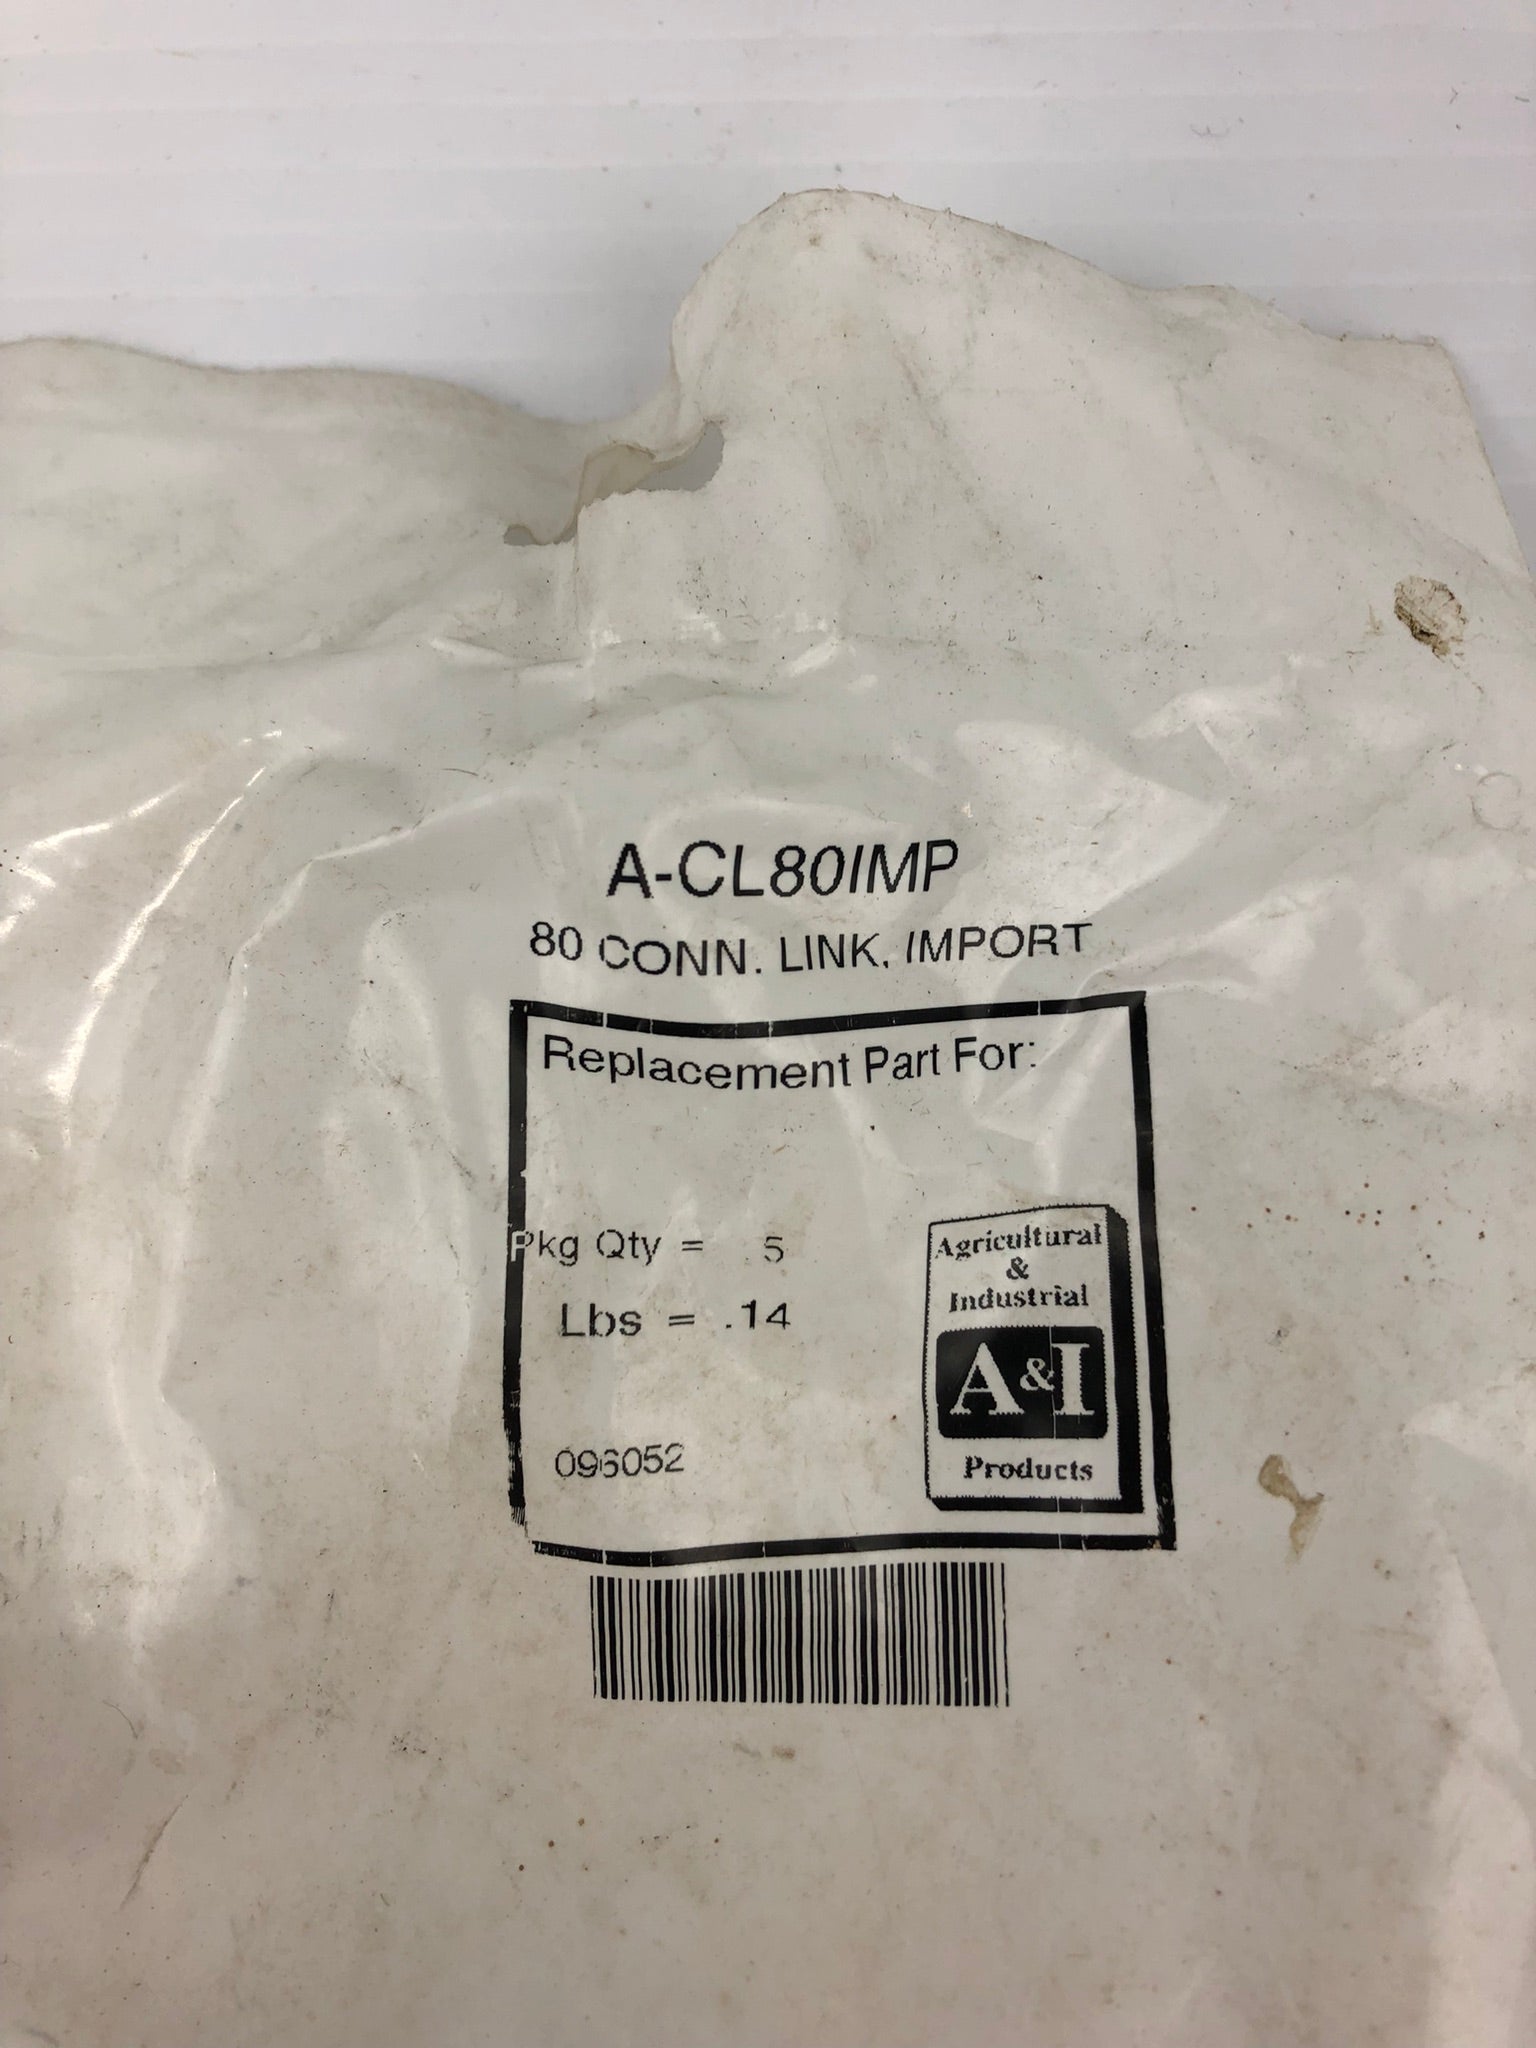 A-CL80IMP
80 CONN. LINK, IMPORT
Replacement Part For:
Pkg Qty = 5
Lbs = .14
096052
Agricultural
&
Industrial
A&I
Products